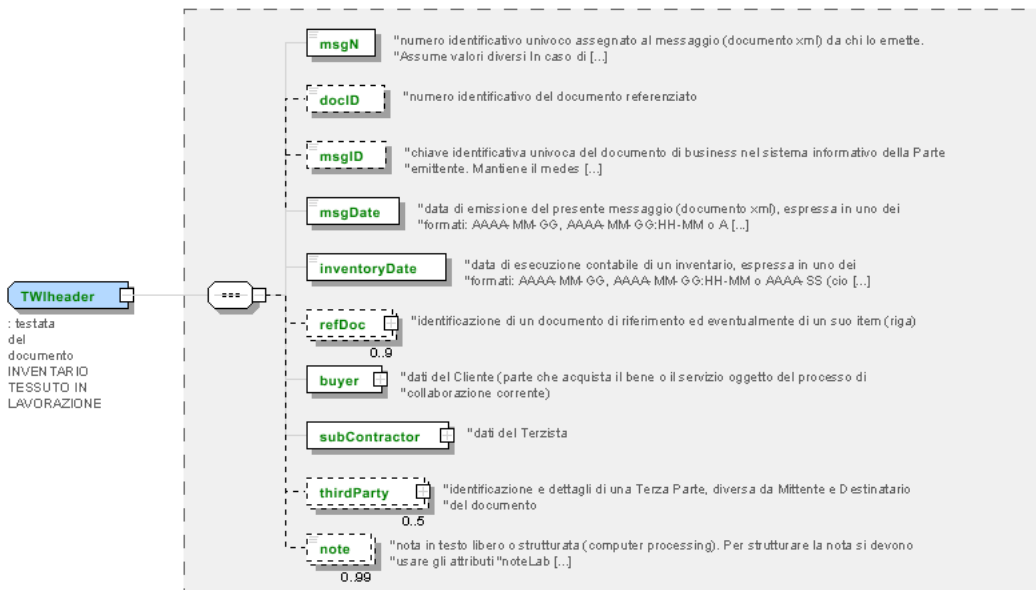 msgN
"numero identificativo univoco assegnato al messaggio (documento xml) da chi lo emette.
"Assume valori diversi In caso di [...]
docID
"numero identificativo del documento referenziato
msgID
"chiave identificativa univoca del documento di business nel sistema informativo della Parte
"emittente. Mantiene il medes [...]
msgDate
"data di emissione del presente messaggio (documento xml), espressa in uno dei
"formati: AAAA-MM-GG, AAAA-MM-GG:HH-MM o A [...]
inventoryDate
"data di esecuzione contabile di un inventario, espressa in uno dei
"formati: AAAA-MM-GG, AAAA-MM-GG:HH-MM o AAAA-SS (cio [...]
TWIheader
: testata
del
documento
INVENTARIO
TESSUTO IN
LAVORAZIONE
refDoc
"identificazione di un documento di riferimento ed eventualmente di un suo item (riga)
0..9
buyer
"dati del Cliente (parte che acquista il bene o il servizio oggetto del processo di
"collaborazione corrente)
subContractor
"dati del Terzista
thirdParty
"identificazione e dettagli di una Terza Parte, diversa da Mittente e Destinatario
"del documento
0..5
note
"nota in testo libero o strutturata (computer processing). Per strutturare la nota si devono
"usare gli attributi "noteLab [...]
0..99